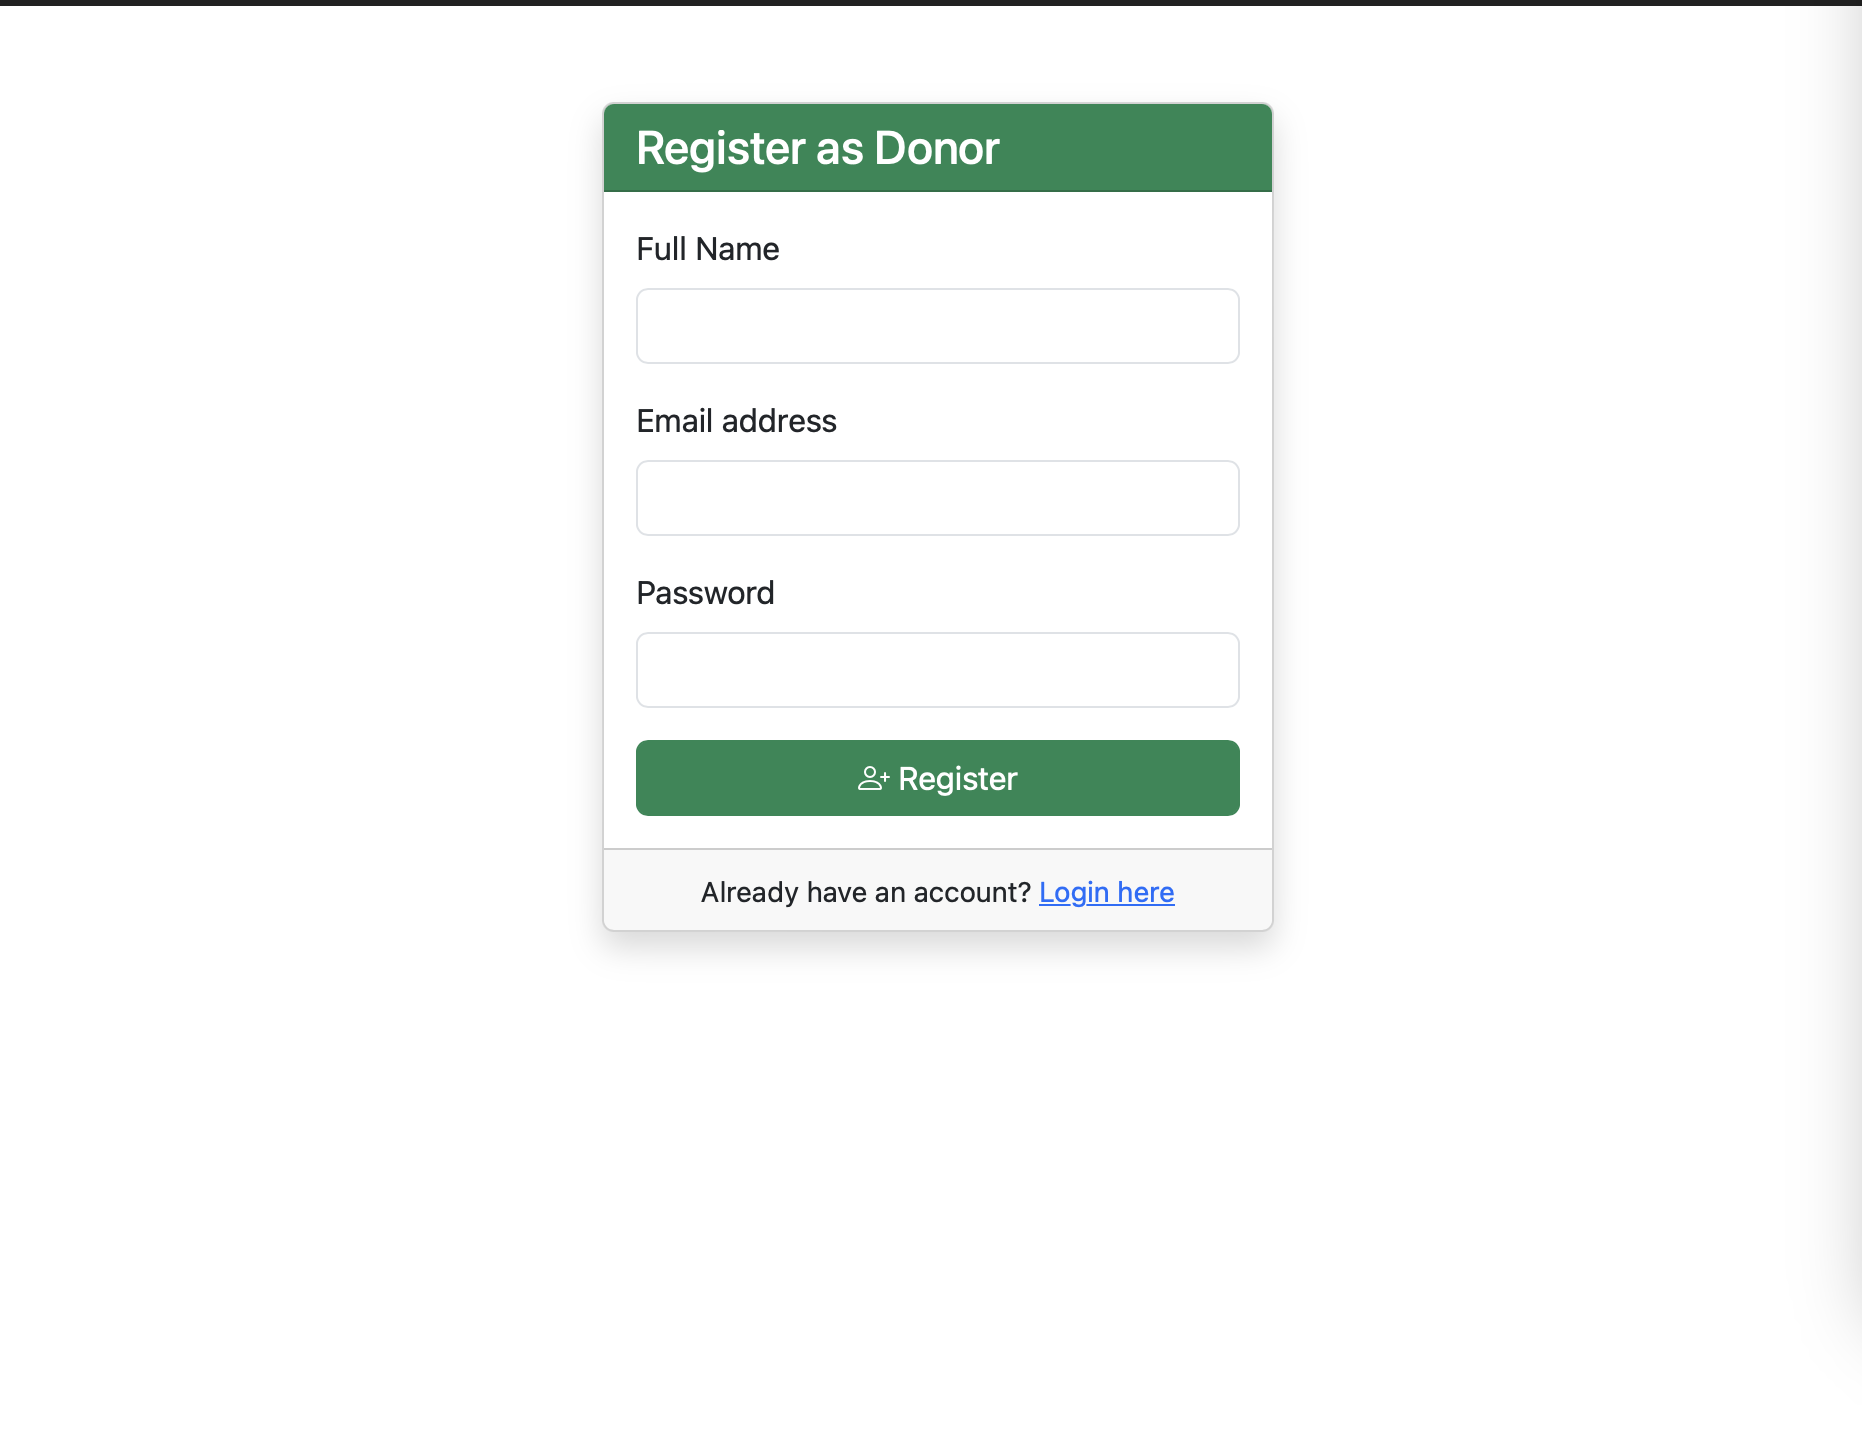 Register as Donor
Full Name
Email address
Password
Register
Already have an account? Login here